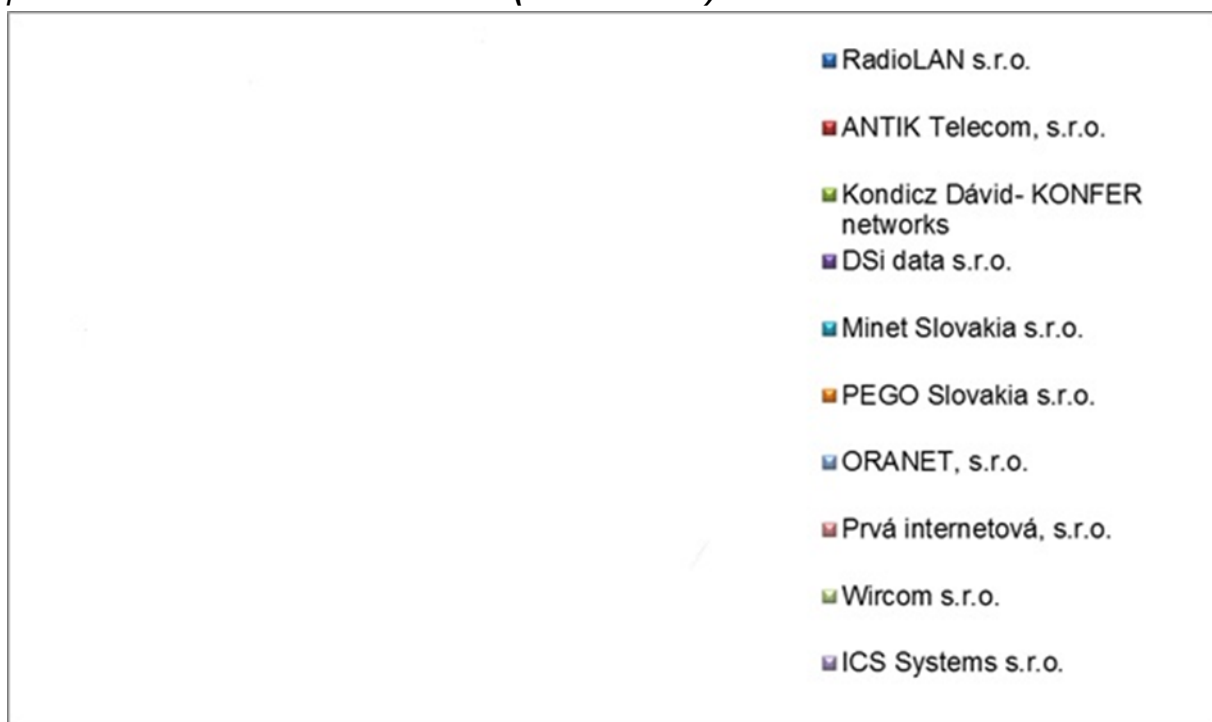 RadioLAN s.r.o.
ANTIK Telecom, s.r.o.
Kondicz Dávid- KONFER
networks
DSi data s.r.o.
Minet Slovakia s.r.o.
PEGO Slovakia s.r.o.
ORANET, s.r.o.
Prvá internetová, s.r.o.
Wircom s.r.o.
ICS Systems s.r.o.